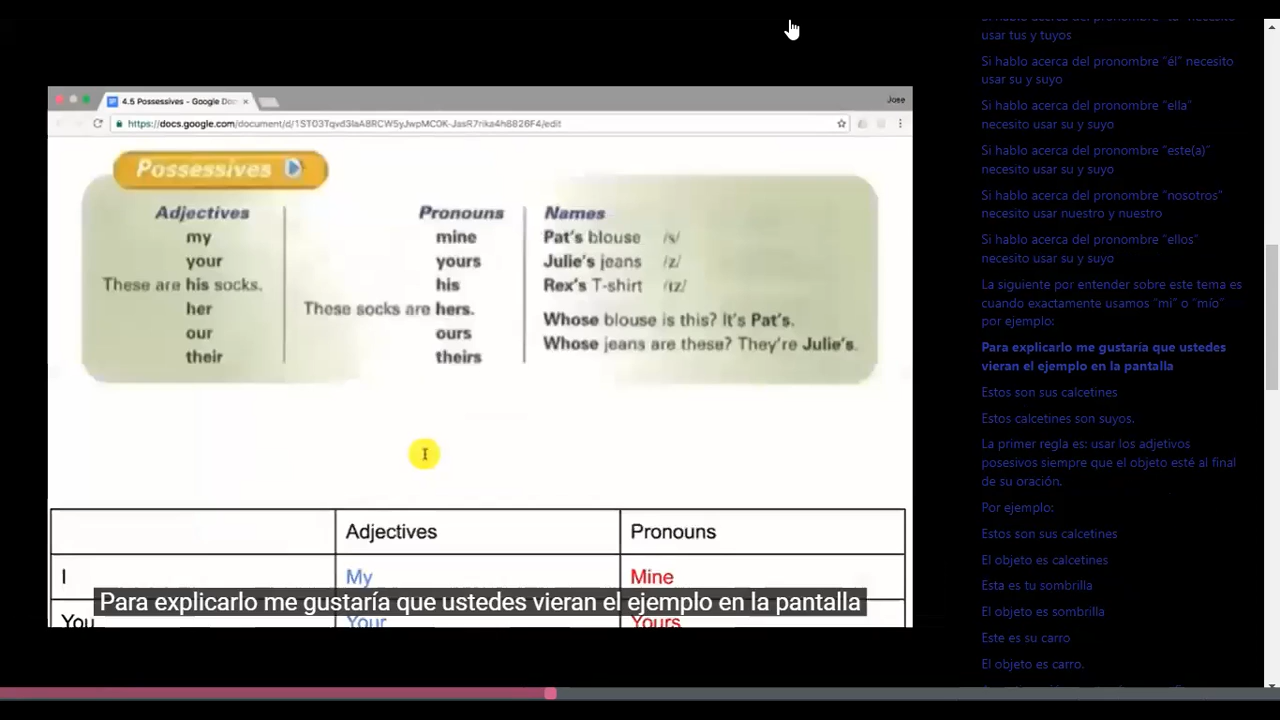 4.5 Possessives - Google Doc
Jose
https://docs.google.com/document/d/1ST03Tqvd3laA8RCW5yJwpMC0K-JasR7rika4h8826F4/edit
Possessives
Adjectives
my
your
These are his socks.
her
our
their
Pronouns
mine
yours
his
These socks are hers.
ours
theirs
Names
Pat's blouse /s/
Julie's jeans /z/
Rex's T-shirt /ɪz/
Whose blouse is this? It's Pat's.
Whose jeans are these? They're Julie's.
Adjectives Pronouns
I My Mine
You Your Yours
Para explicarlo me gustaría que ustedes vieran el ejemplo en la pantalla
usar tus y tuyos
Si hablo acerca del pronombre “él” necesito
usar su y suyo
Si hablo acerca del pronombre “ella”
necesito usar su y suyo
Si hablo acerca del pronombre “este(a)”
necesito usar su y suyo
Si hablo acerca del pronombre “nosotros”
necesito usar nuestro y nuestro
Si hablo acerca del pronombre “ellos”
necesito usar su y suyo
La siguiente por entender sobre este tema es
cuando exactamente usamos “mi” o “mío”
por ejemplo:
Para explicarlo me gustaría que ustedes
vieran el ejemplo en la pantalla
Estos son sus calcetines
Estos calcetines son suyos.
La primer regla es: usar los adjetivos
posesivos siempre que el objeto esté al final
de su oración.
Por ejemplo:
Estos son sus calcetines
El objeto es calcetines
Esta es tu sombrilla
El objeto es sombrilla
Este es su carro
El objeto es carro.